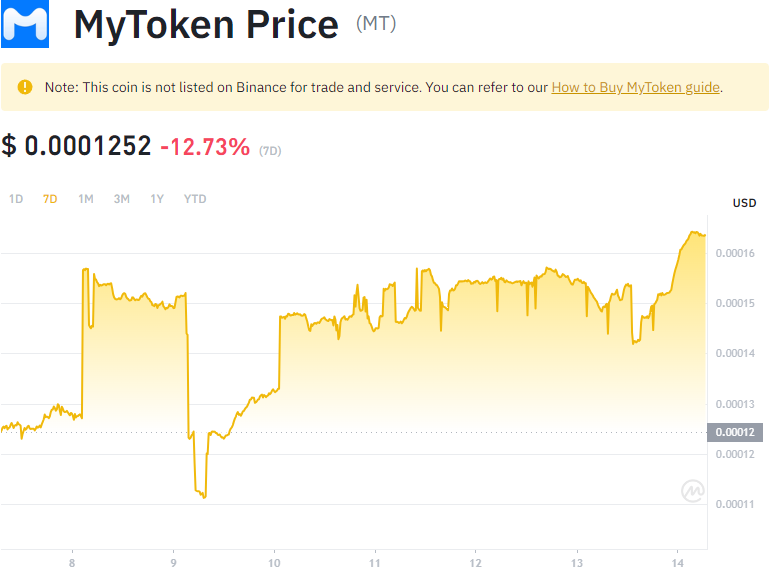 MyToken Price (MT)
Note: This coin is not listed on Binance for trade and service. You can refer to our How to Buy MyToken guide.
$ 0.0001252 -12.73% (7D)
1D 7D 1M 3M 1Y YTD
USD
0.00016
0.00015
0.00014
0.00013
0.00012
0.00012
0.00011
8 9 10 11 12 13 14